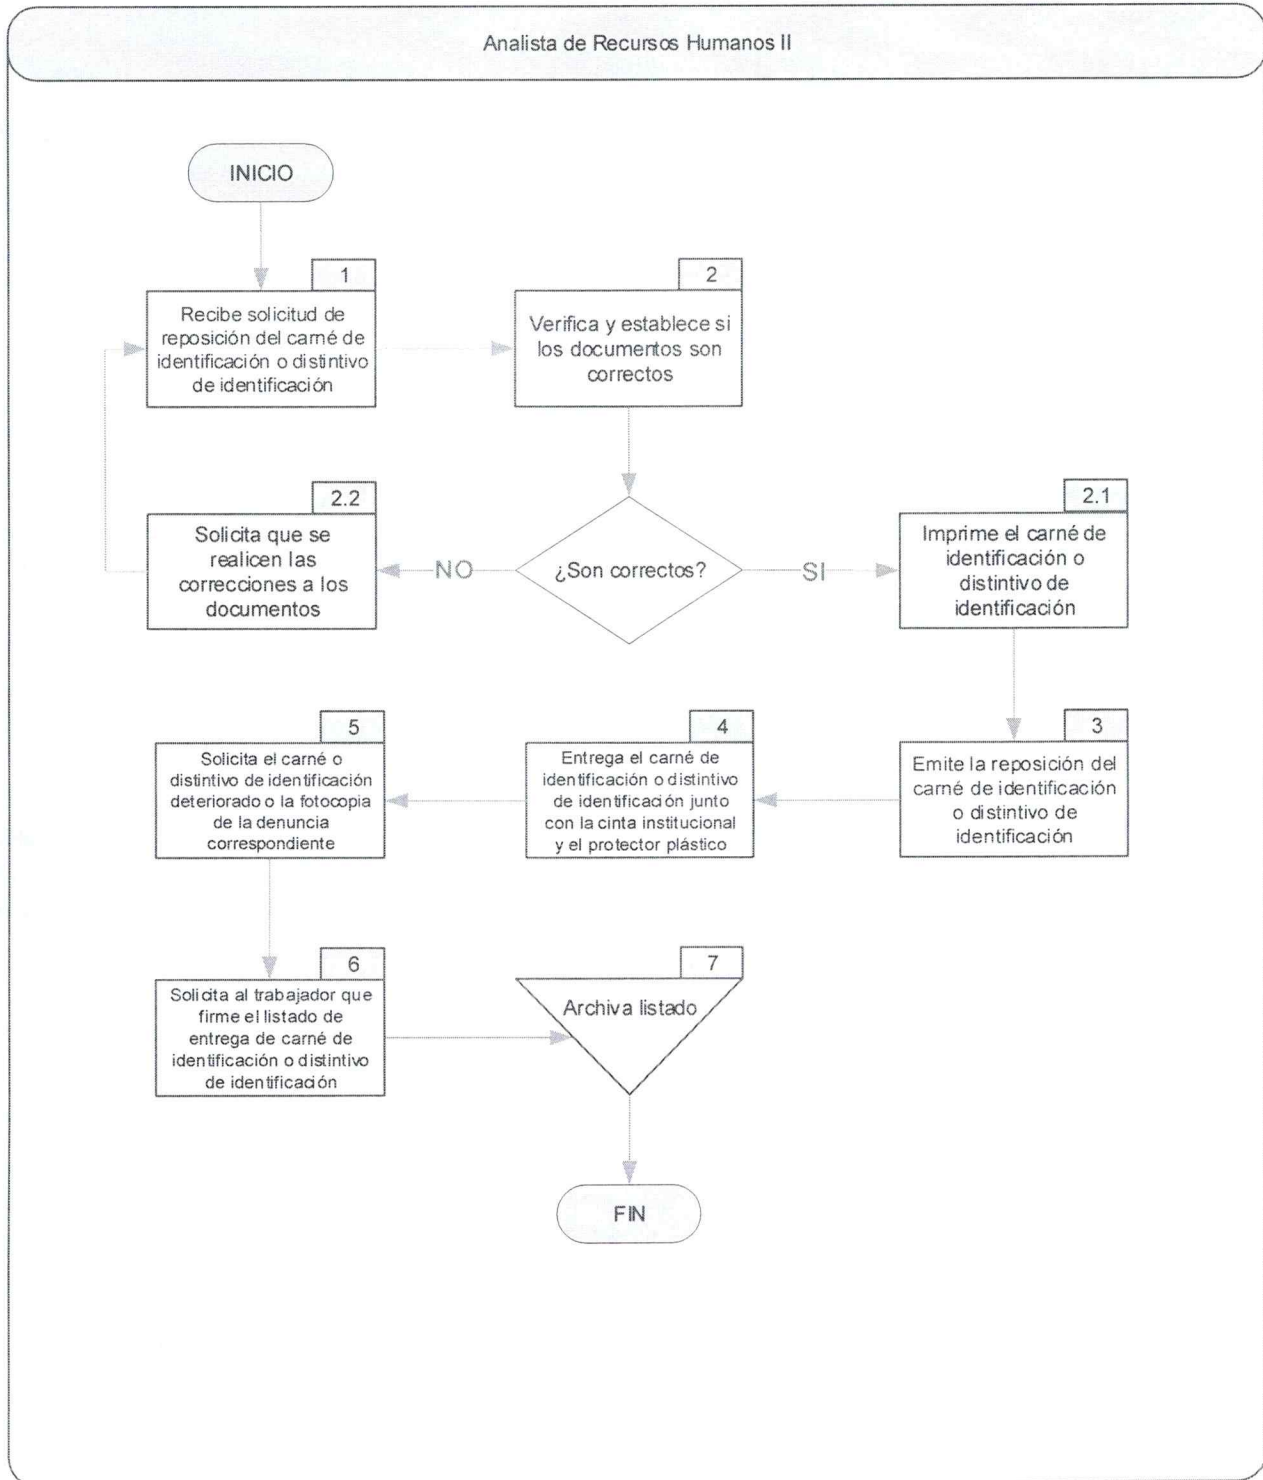 Analista de Recursos Humanos II
INICIO
1
Recibe solicitud de
reposición del carné de
identificación o distintivo
de identificación
2
Verifica y establece si
los documentos son
correctos
¿Son correctos?
NO
SI
2.2
Solicita que se
realicen las
correcciones a los
documentos
2.1
Imprime el carné de
identificación o
distintivo de
identificación
3
Emite la reposición del
carné de identificación
o distintivo de
identificación
4
Entrega el carné de
identificación o distintivo
de identificación junto
con la cinta institucional
y el protector plástico
5
Solicita el carné o
distintivo de identificación
deteriorado o la fotocopia
de la denuncia
correspondiente
6
Solicita al trabajador que
firme el listado de
entrega de carné de
identificación o distintivo
de identificación
7
Archiva listado
FIN